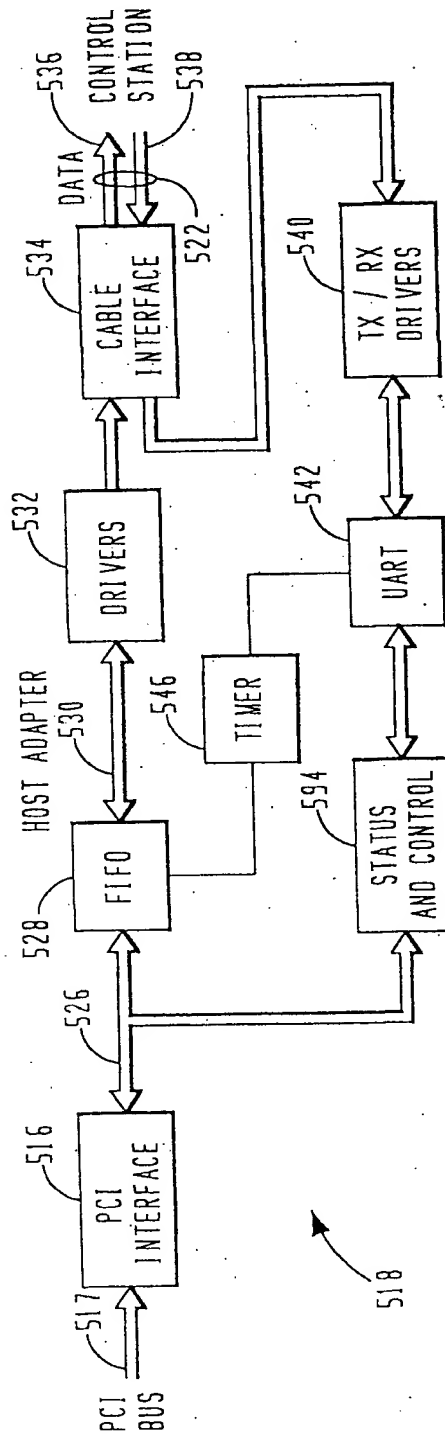 PCI
BUS
517
516
PCI
INTERFACE
526
528
FIFO
HOST ADAPTER
530
532
DRIVERS
534
CABLE
INTERFACE
DATA
536
CONTROL
STATION
538
522
546
TIMER
594
STATUS
AND CONTROL
542
UART
540
TX / RX
DRIVERS
518